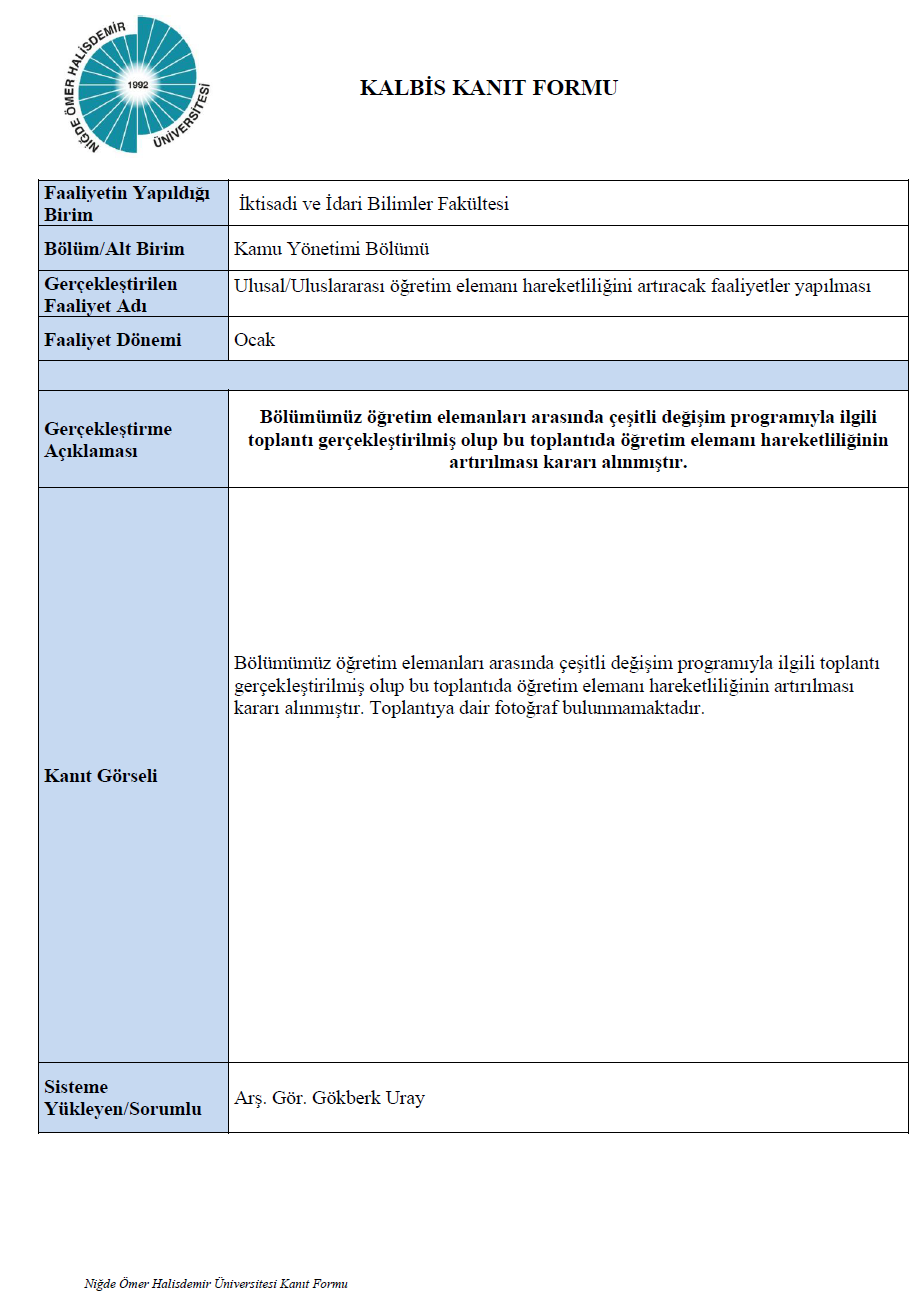 NİĞDE ÖMER HALİSDEMİR
ÜNİVERSİTESİ
1992
KALBİS KANIT FORMU
Faaliyetin Yapıldığı
Birim
İktisadi ve İdari Bilimler Fakültesi
Bölüm/Alt Birim
Kamu Yönetimi Bölümü
Gerçekleştirilen
Faaliyet Adı
Ulusal/Uluslararası öğretim elemanı hareketliliğini artıracak faaliyetler yapılması
Faaliyet Dönemi
Ocak
Gerçekleştirme
Açıklaması
Bölümümüz öğretim elemanları arasında çeşitli değişim programıyla ilgili
toplantı gerçekleştirilmiş olup bu toplantıda öğretim elemanı hareketliliğinin
artırılması kararı alınmıştır.
Kanıt Görseli
Bölümümüz öğretim elemanları arasında çeşitli değişim programıyla ilgili toplantı
gerçekleştirilmiş olup bu toplantıda öğretim elemanı hareketliliğinin artırılması
kararı alınmıştır. Toplantıya dair fotoğraf bulunmamaktadır.
Sisteme
Yükleyen/Sorumlu
Arş. Gör. Gökberk Uray
Niğde Ömer Halisdemir Üniversitesi Kanıt Formu